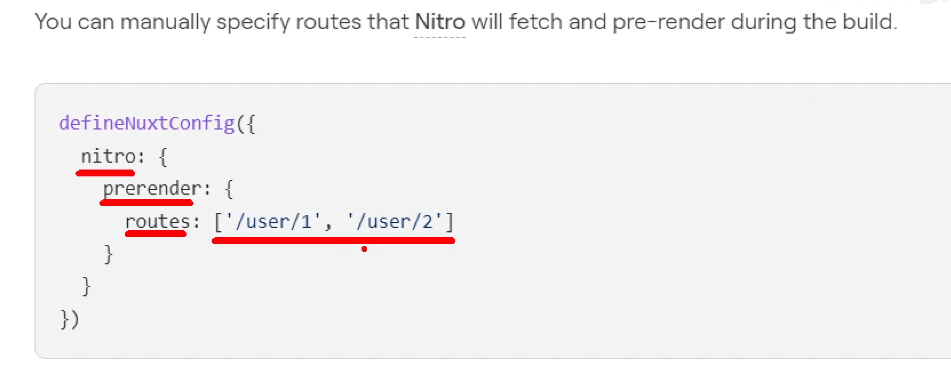 You can manually specify routes that Nitro will fetch and pre-render during the build.
defineNuxtConfig({
  nitro: {
    prerender: {
      routes: ['/user/1', '/user/2']
    }
  }
})